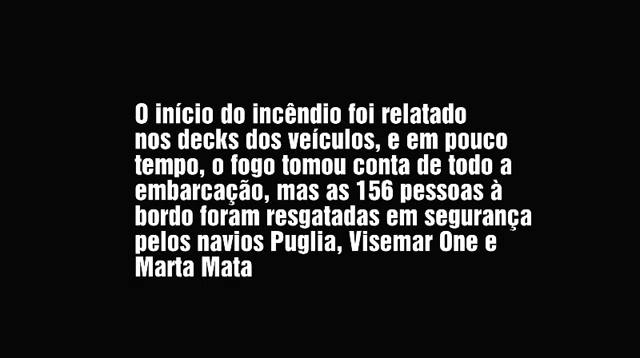 O início do incêndio foi relatado
nos decks dos veículos, e em pouco
tempo, o fogo tomou conta de todo a
embarcação, mas as 156 pessoas à
bordo foram resgatadas em segurança
pelos navios Puglia, Visemar One e
Marta Mata